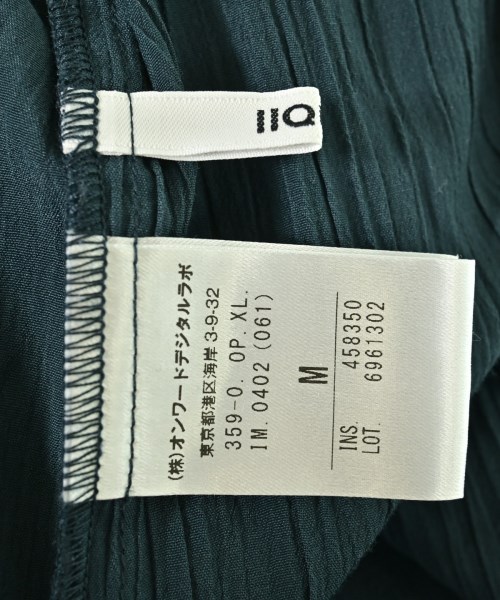 (株)オンワードデジタルラボ
東京都港区海岸 3-9-32
359-0. OP. XL.
IM. 0402 (061)
M
INS. 458350
LOT. 6961302